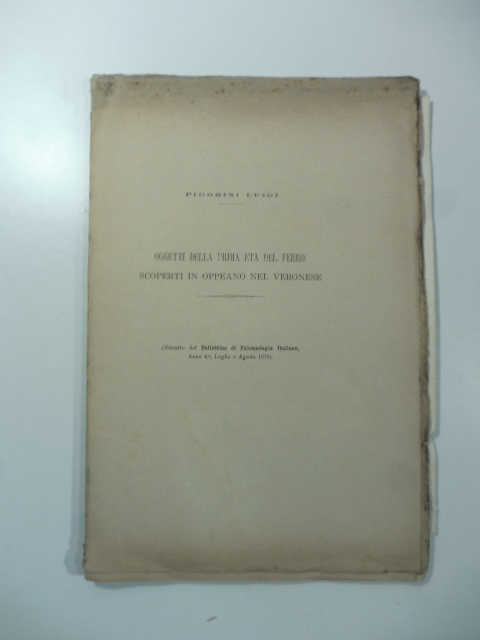 PIGORINI LUIGI
OGGETTI DELLA PRIMA ETÀ DEL FERRO
SCOPERTI IN OPPEANO NEL VERONESE
(Estratto dal Bullettino di Paletnologia Italiana,
Anno 4.°, Luglio e Agosto 1878).